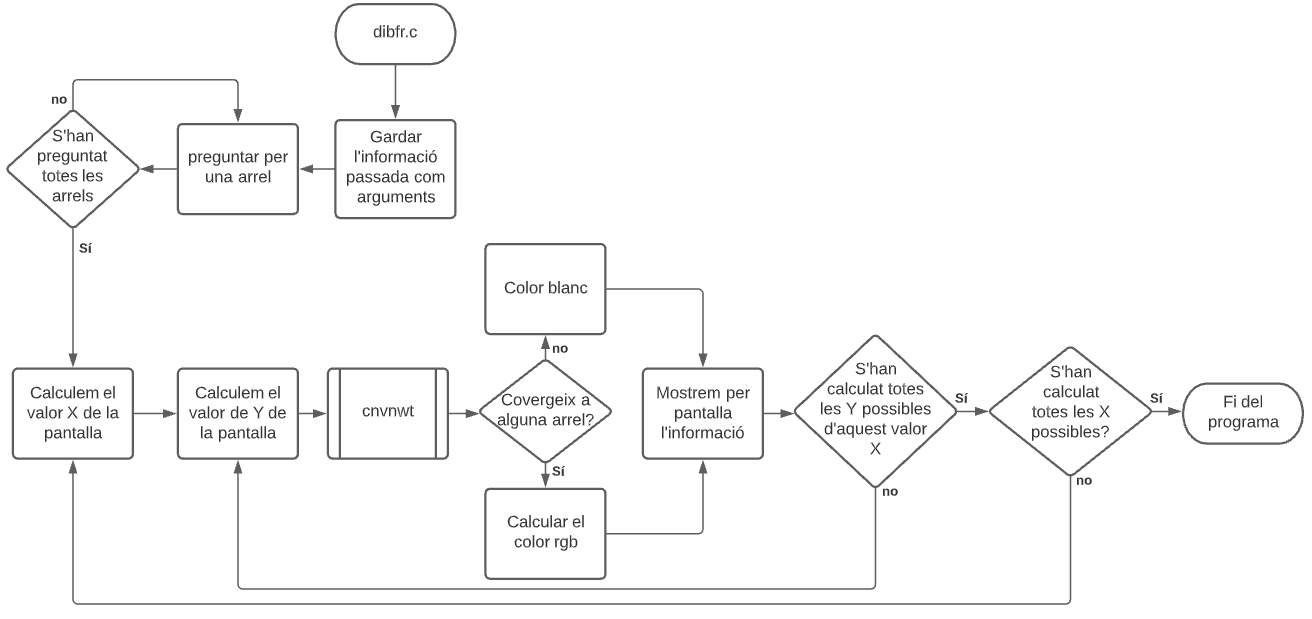 dibfr.c
Gardar
l'informació
passada com
arguments
preguntar per
una arrel
no
S'han
preguntat
totes les
arrels
Sí
Calculem el
valor X de la
pantalla
Calculem el
valor de Y de
la pantalla
cnvnwt
Color blanc
no
Covergeix a
alguna arrel?
Sí
Calcular el
color rgb
Mostrem per
pantalla
l'informació
S'han
calculat totes
les Y possibles
d'aquest valor
X
Sí
no
S'han
calculat
totes les X
possibles?
Sí
no
Fi del
programa